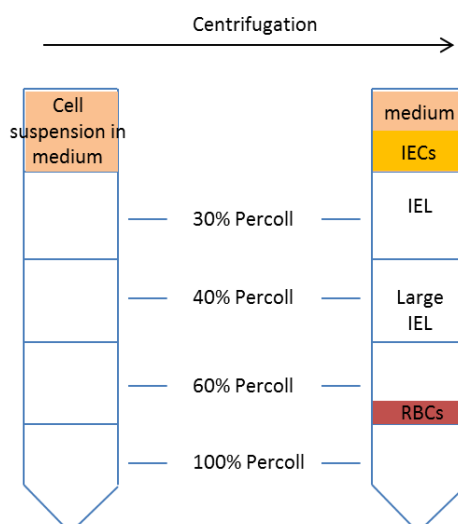 Centrifugation
Cell
suspension in
medium
medium
IECs
IEL
30% Percoll
40% Percoll
Large
IEL
60% Percoll
RBCs
100% Percoll